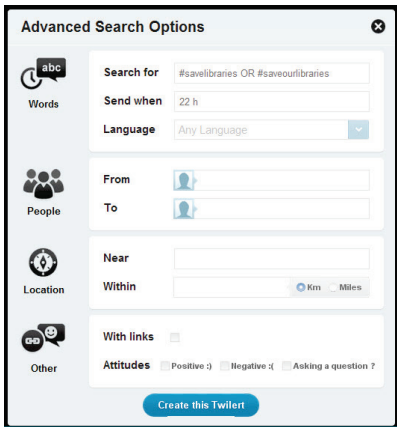 Advanced Search Options
abc
Words
Search for #savelibraries OR #saveourlibraries
Send when 22 h
Language Any Language
People
From
To
Location
Near
Within Km Miles
Other
With links
Attitudes Positive :) Negative :( Asking a question ?
Create this Twilert